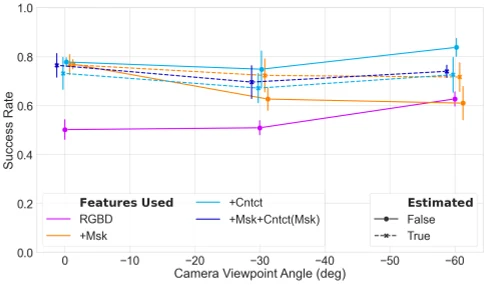 1.0
0.8
0.6
0.4
0.2
0.0
Success Rate
Features Used
RGBD
+Msk
+Cntct
+Msk+Cntct(Msk)
Estimated
False
True
0 −10 −20 −30 −40 −50 −60
Camera Viewpoint Angle (deg)